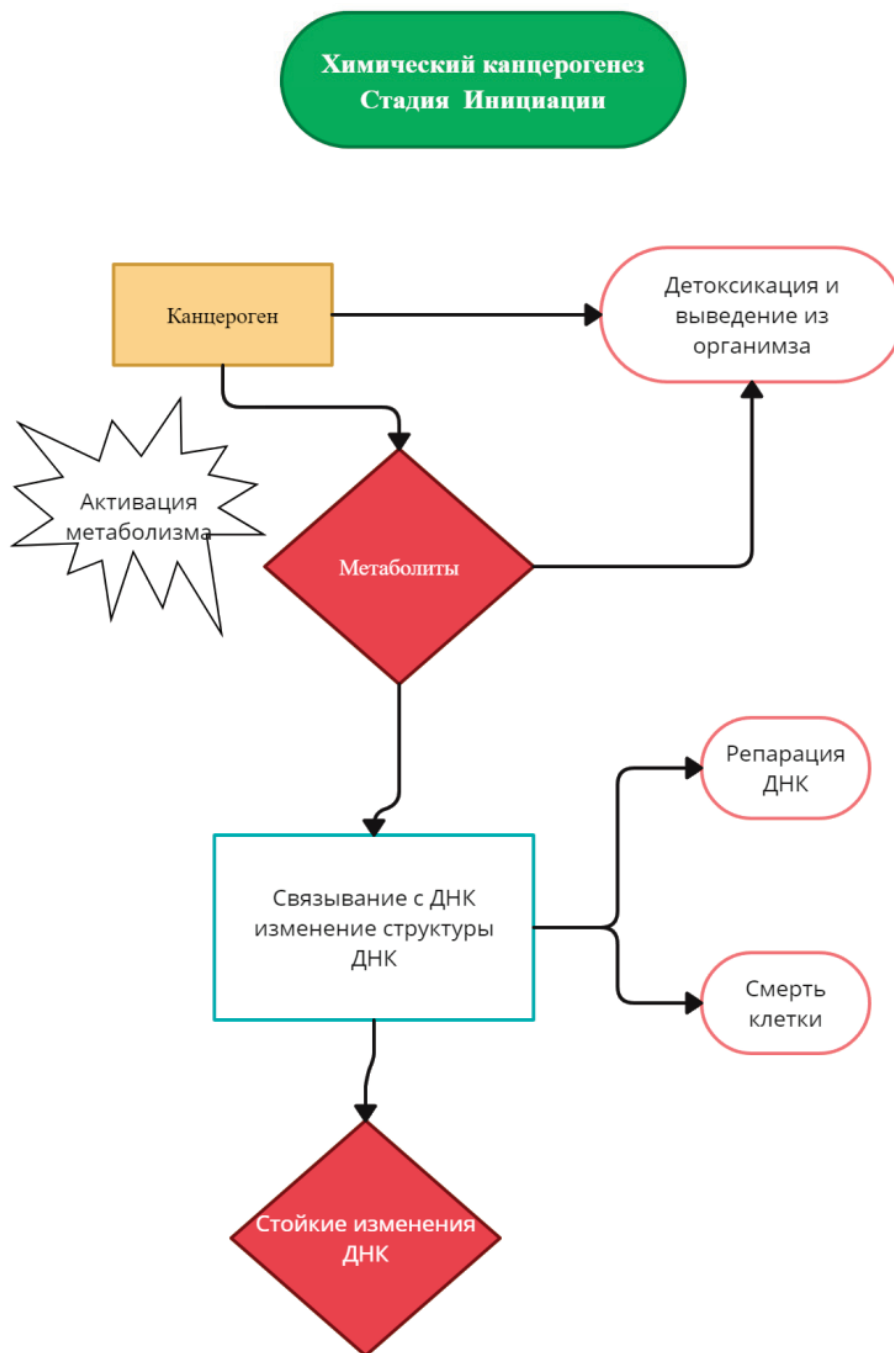 Химический канцерогенез
Стадия Инициации
Канцероген
Детоксикация и
выведение из
органимза
Активация
метаболизма
Метаболиты
Репарация
ДНК
Связывание с ДНК
изменение структуры
ДНК
Смерть
клетки
Стойкие изменения
ДНК